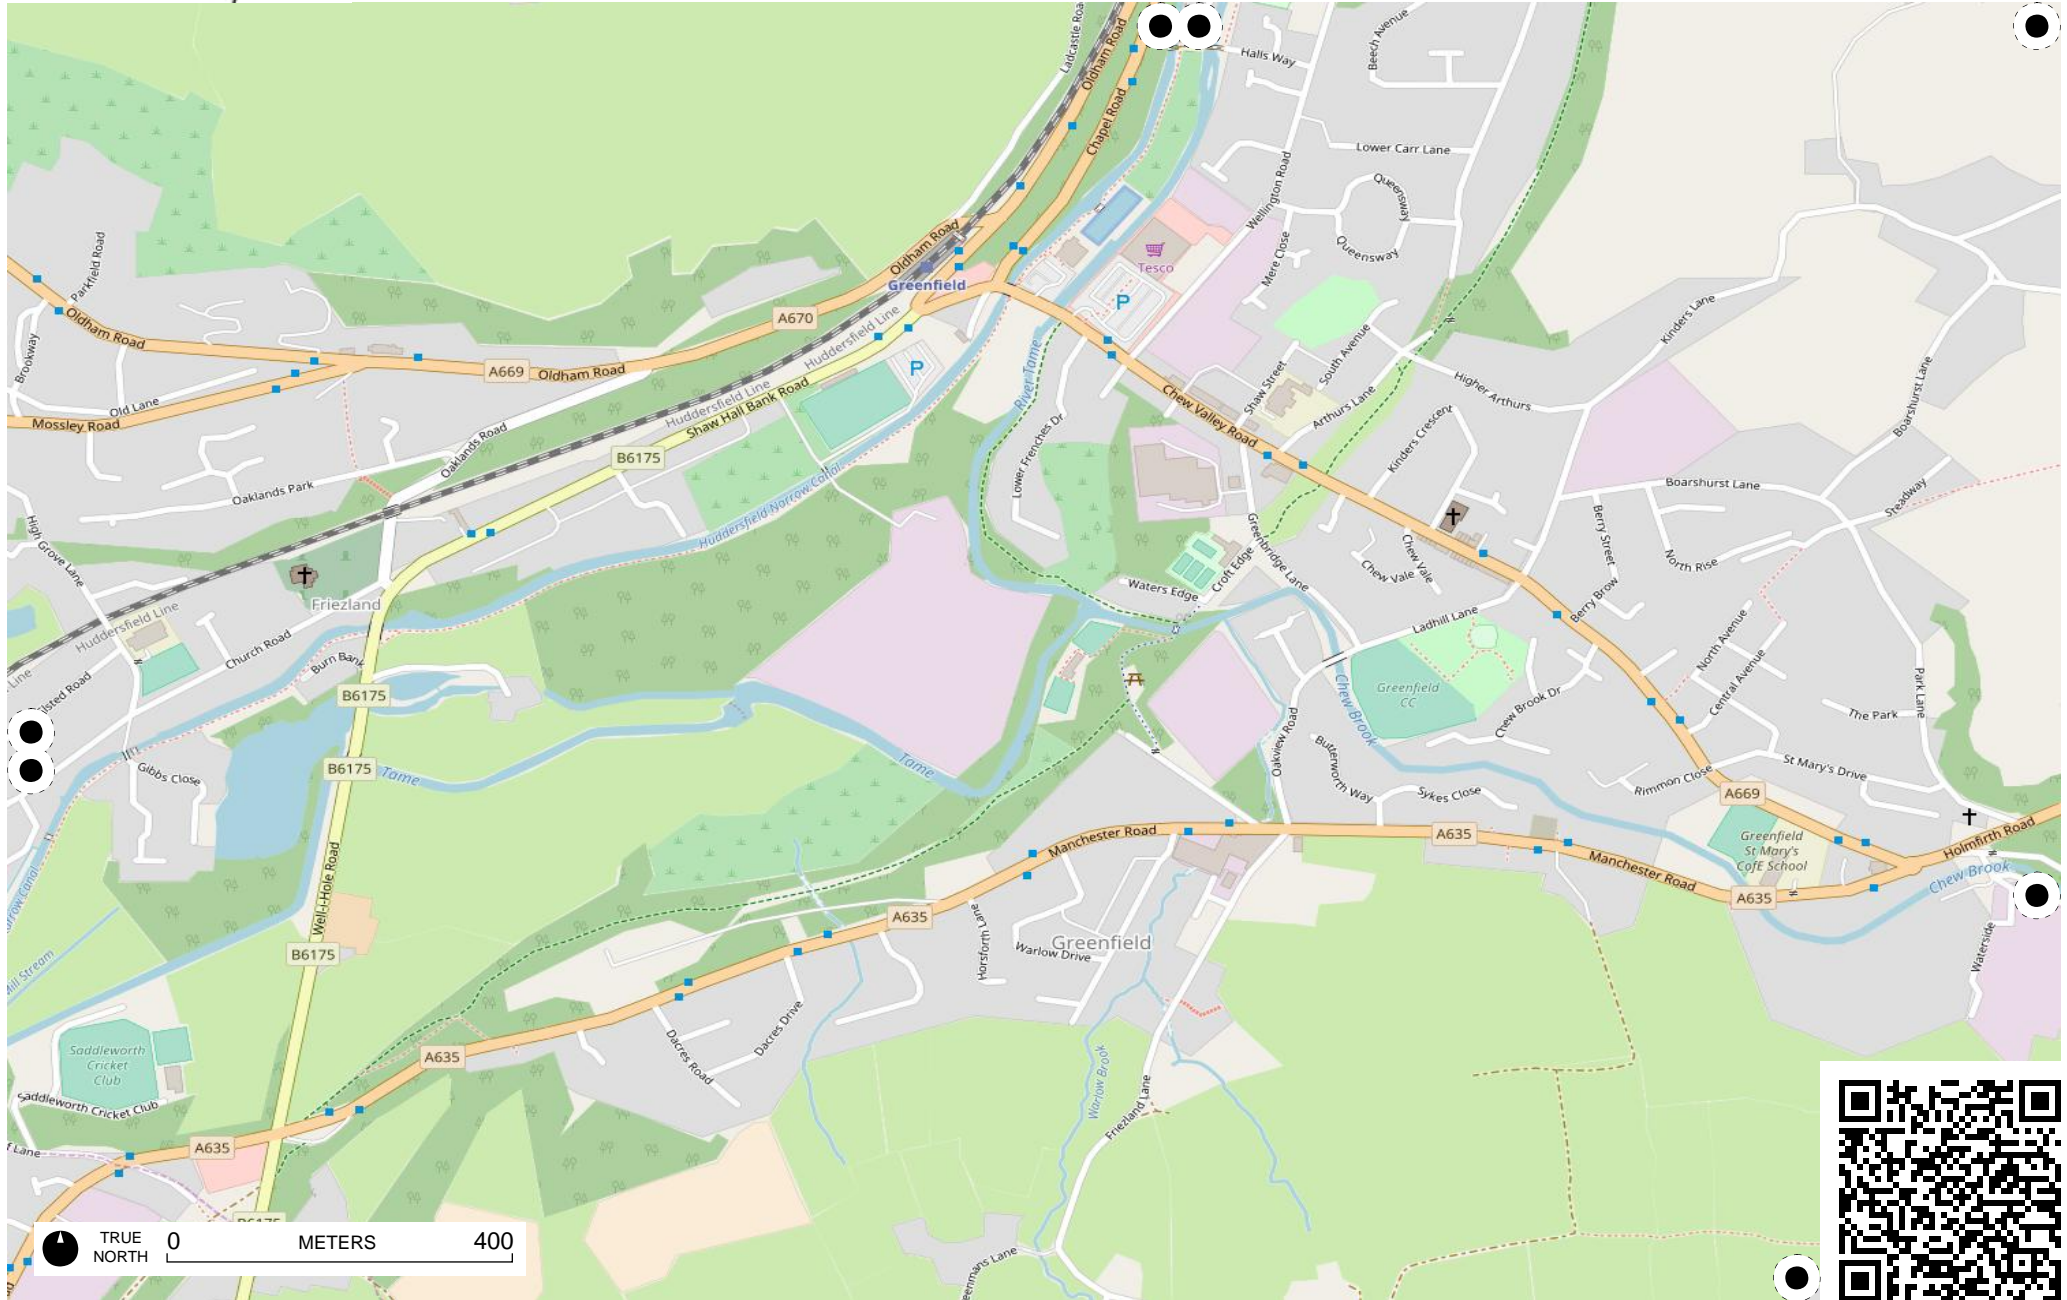 Ladcastle Road
Oldham Road
Chapel Road
Halls Way
Beech Avenue
Lower Carr Lane
Queensway
Queensway
Wellington Road
Mere Close
Tesco
P
Parkfield Road
Oldham Road
Brookway
Old Lane
Mossley Road
A669
Oldham Road
A670
Oldham Road
Greenfield
Huddersfield Line
Huddersfield Line
Shaw Hall Bank Road
P
B6175
River Tame
Lower Frenches Dr
Chew Valley Road
Shaw Street
South Avenue
Arthurs Lane
Higher Arthurs
Kinders Lane
Kinders Crescent
Boarshurst Lane
Boarshurst Lane
Steadway
Oaklands Road
Oaklands Park
Huddersfield Narrow Canal
High Grove Lane
Friezland
Huddersfield Line
Line
Church Road
Burn Bank
B6175
Greenbridge Lane
Croft Edge
Waters Edge
Chew Vale
Chew Vale
Berry Street
North Rise
Berry Brow
Ladhill Lane
North Avenue
Central Avenue
Park Lane
The Park
Greenfield
CC
Chew Brook Dr
Chew Brook
Oakview Road
Butterworth Way
Sykes Close
Rimmon Close
St Mary's Drive
A669
Gibbs Close
B6175
Tame
Tame
Manchester Road
A635
Manchester Road
Greenfield
St Mary's
CofE School
A635
Holmfirth Road
Chew Brook
Waterside
Well-i-Hole Road
B6175
Mill Stream
A635
Horsforth Lane
Warlow Drive
Greenfield
Dacres Drive
Dacres Road
A635
Saddleworth
Cricket
Club
Saddleworth Cricket Club
A635
Warlow Brook
Friezland Lane
B6175
TRUE
NORTH
0 METERS 400